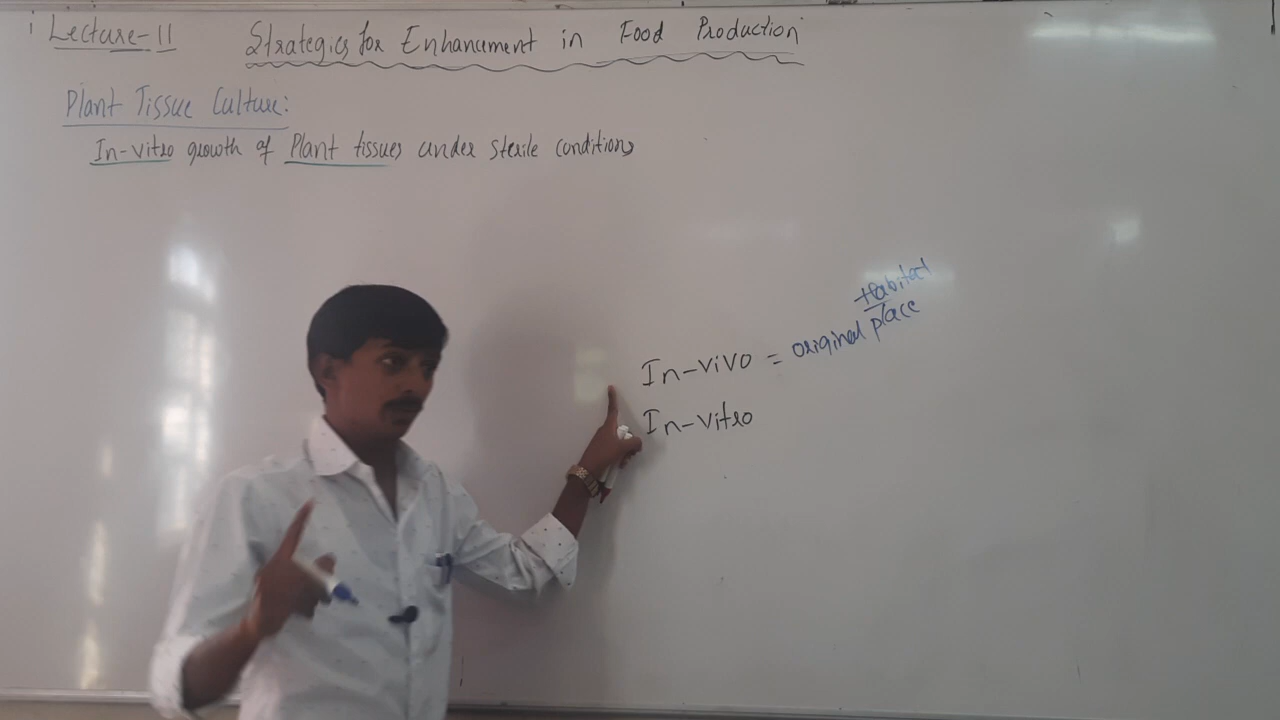 Lecture-11
Strategies for Enhancement in Food Production
Plant Tissue Culture:
In-vitro growth of Plant tissues under sterile conditions
Habitat
In-vivo = original place
In-vitro